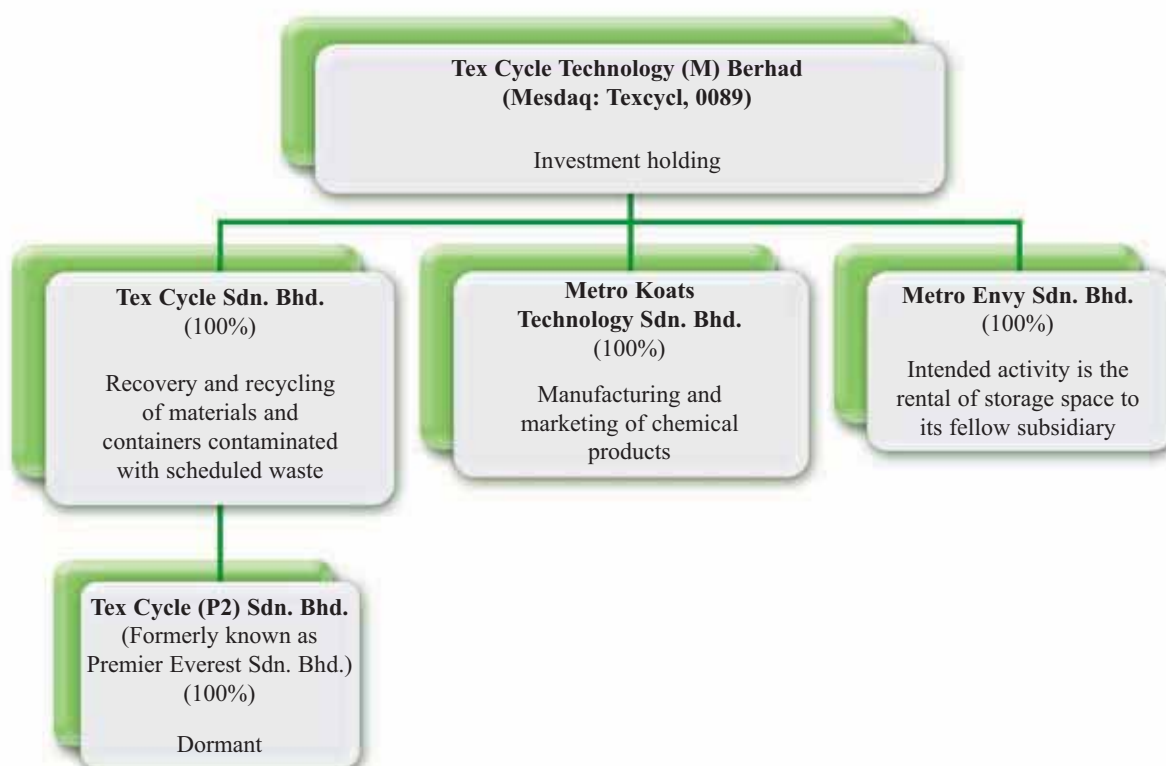 Tex Cycle Technology (M) Berhad
(Mesdaq: Texcycl, 0089)
Investment holding
Tex Cycle Sdn. Bhd.
(100%)
Recovery and recycling
of materials and
containers contaminated
with scheduled waste
Metro Koats
Technology Sdn. Bhd.
(100%)
Manufacturing and
marketing of chemical
products
Metro Envy Sdn. Bhd.
(100%)
Intended activity is the
rental of storage space to
its fellow subsidiary
Tex Cycle (P2) Sdn. Bhd.
(Formerly known as
Premier Everest Sdn. Bhd.)
(100%)
Dormant